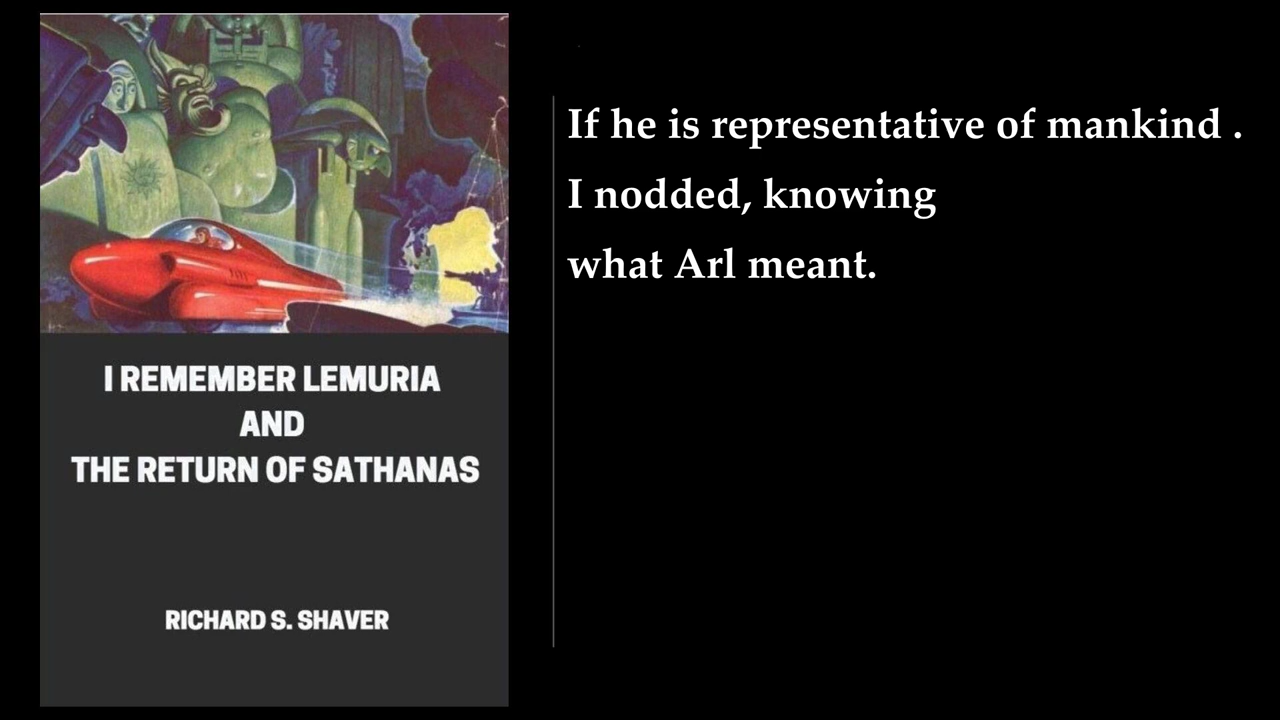 I REMEMBER LEMURIA
AND
THE RETURN OF SATHANAS
RICHARD S. SHAVER
If he is representative of mankind .
I nodded, knowing
what Arl meant.